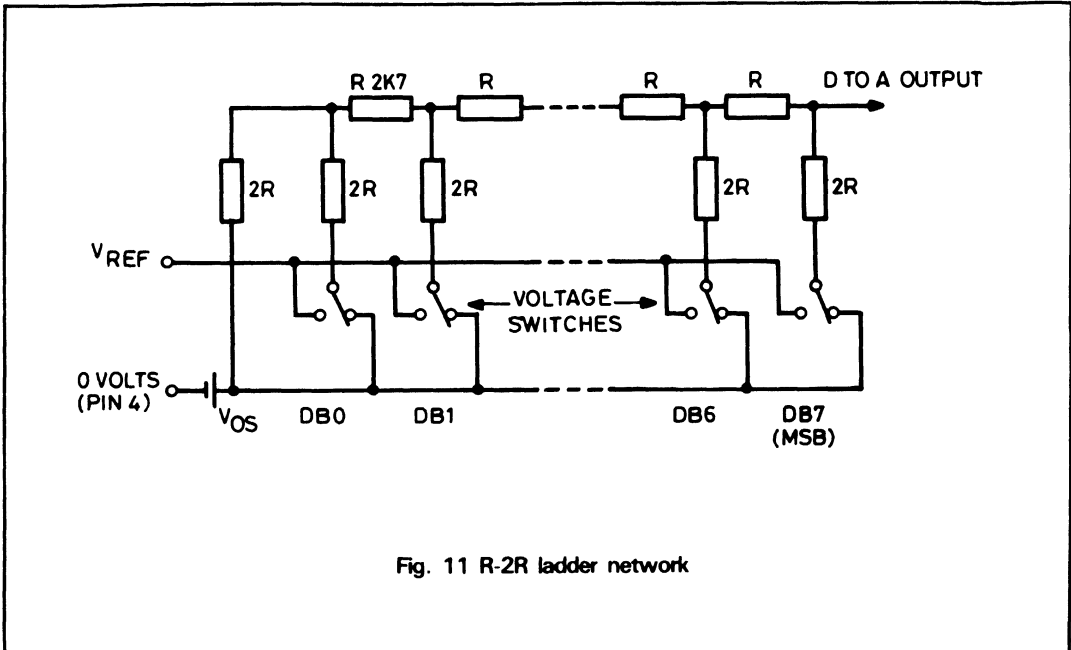 R 2K7
R
R
R
D TO A OUTPUT
2R
2R
2R
2R
2R
VREF
VOLTAGE
SWITCHES
0 VOLTS
(PIN 4)
VOS
DB0
DB1
DB6
DB7
(MSB)
Fig. 11 R-2R ladder network